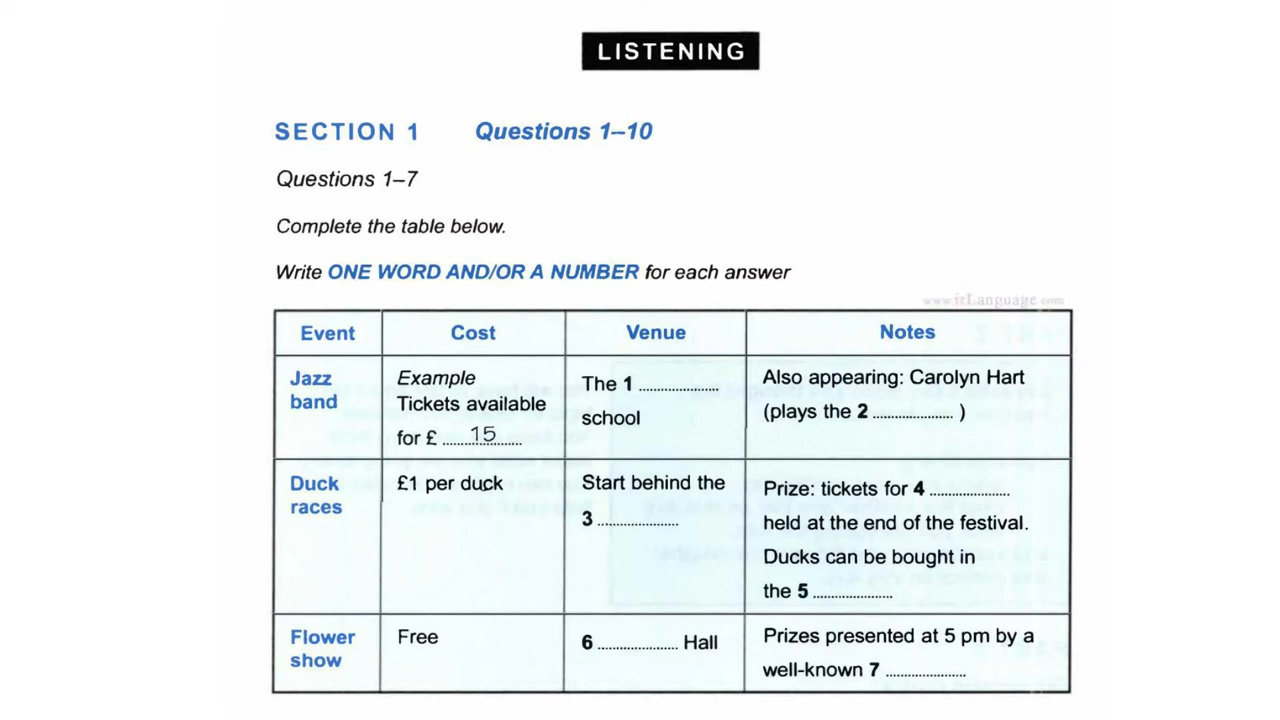 LISTENING
SECTION 1 Questions 1–10
Questions 1–7
Complete the table below.
Write ONE WORD AND/OR A NUMBER for each answer
www.irLanguage.com
Event Cost Venue Notes
Jazz
band
Example
Tickets available
for £ ........15........
The 1 ....................
school
Also appearing: Carolyn Hart
(plays the 2 .................... )
Duck
races
£1 per duck
Start behind the
3 ....................
Prize: tickets for 4 ....................
held at the end of the festival.
Ducks can be bought in
the 5 ....................
Flower
show
Free
6 .................... Hall
Prizes presented at 5 pm by a
well-known 7 ....................